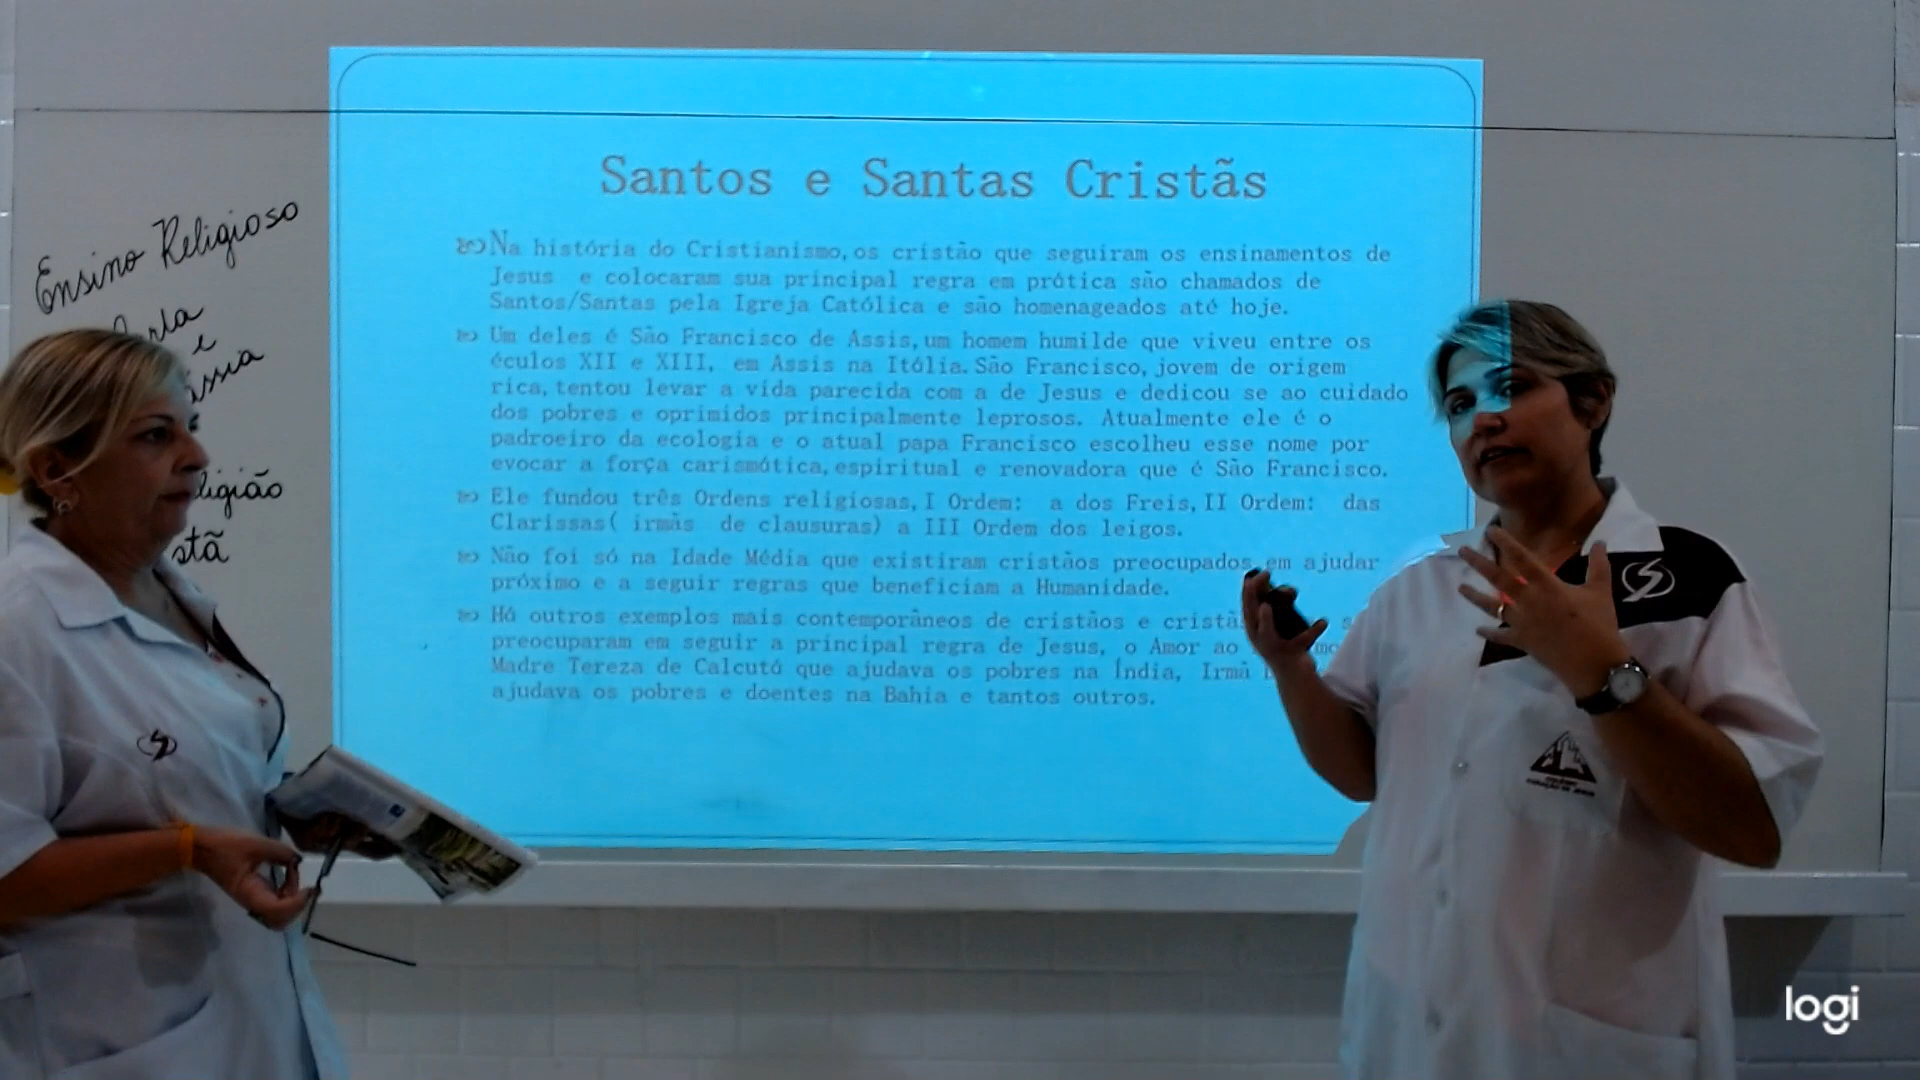 Santos e Santas Cristãs
Na história do Cristianismo, os cristão que seguiram os ensinamentos de
Jesus e colocaram sua principal regra em prática são chamados de
Santos/Santas pela Igreja Católica e são homenageados até hoje.
Um deles é São Francisco de Assis, um homem humilde que viveu entre os
éculos XII e XIII, em Assis na Itália. São Francisco, jovem de origem
rica, tentou levar a vida parecida com a de Jesus e dedicou se ao cuidado
dos pobres e oprimidos principalmente leprosos. Atualmente ele é o
padroeiro da ecologia e o atual papa Francisco escolheu esse nome por
evocar a força carismática, espiritual e renovadora que é São Francisco.
Ele fundou três Ordens religiosas, I Ordem: a dos Freis, II Ordem: das
Clarissas( irmãs de clausuras) a III Ordem dos leigos.
Não foi só na Idade Média que existiram cristãos preocupados em ajudar
próximo e a seguir regras que beneficiam a Humanidade.
Há outros exemplos mais contemporâneos de cristãos e cristã
preocuparam em seguir a principal regra de Jesus, o Amor ao
Madre Tereza de Calcutá que ajudava os pobres na Índia, Irmã
ajudava os pobres e doentes na Bahia e tantos outros.
Ensino Religioso
e
ligião
stã
logi